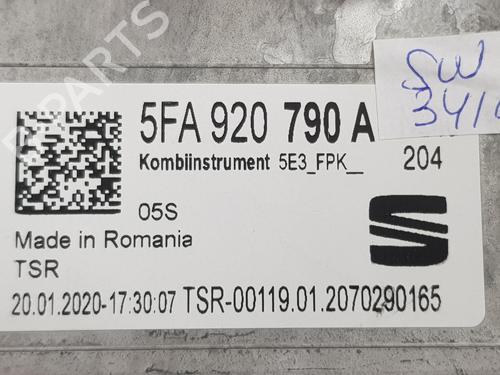 5FA 920 790 A
Kombiinstrument 5E3_FPK__ 204
05S
Made in Romania
TSR
20.01.2020-17:30:07 TSR-00119.01.2070290165
SW
PARTS